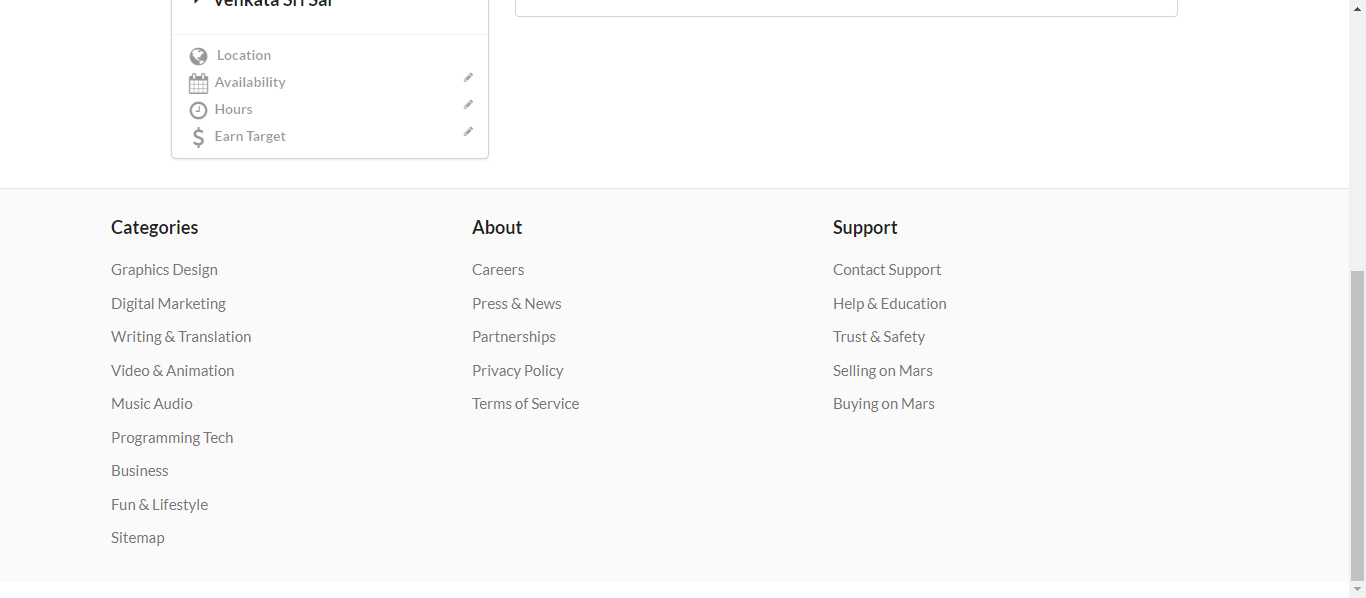 Venkata Sri Sai
Location
Availability
Hours
Earn Target
Categories
Graphics Design
Digital Marketing
Writing & Translation
Video & Animation
Music Audio
Programming Tech
Business
Fun & Lifestyle
Sitemap
About
Careers
Press & News
Partnerships
Privacy Policy
Terms of Service
Support
Contact Support
Help & Education
Trust & Safety
Selling on Mars
Buying on Mars